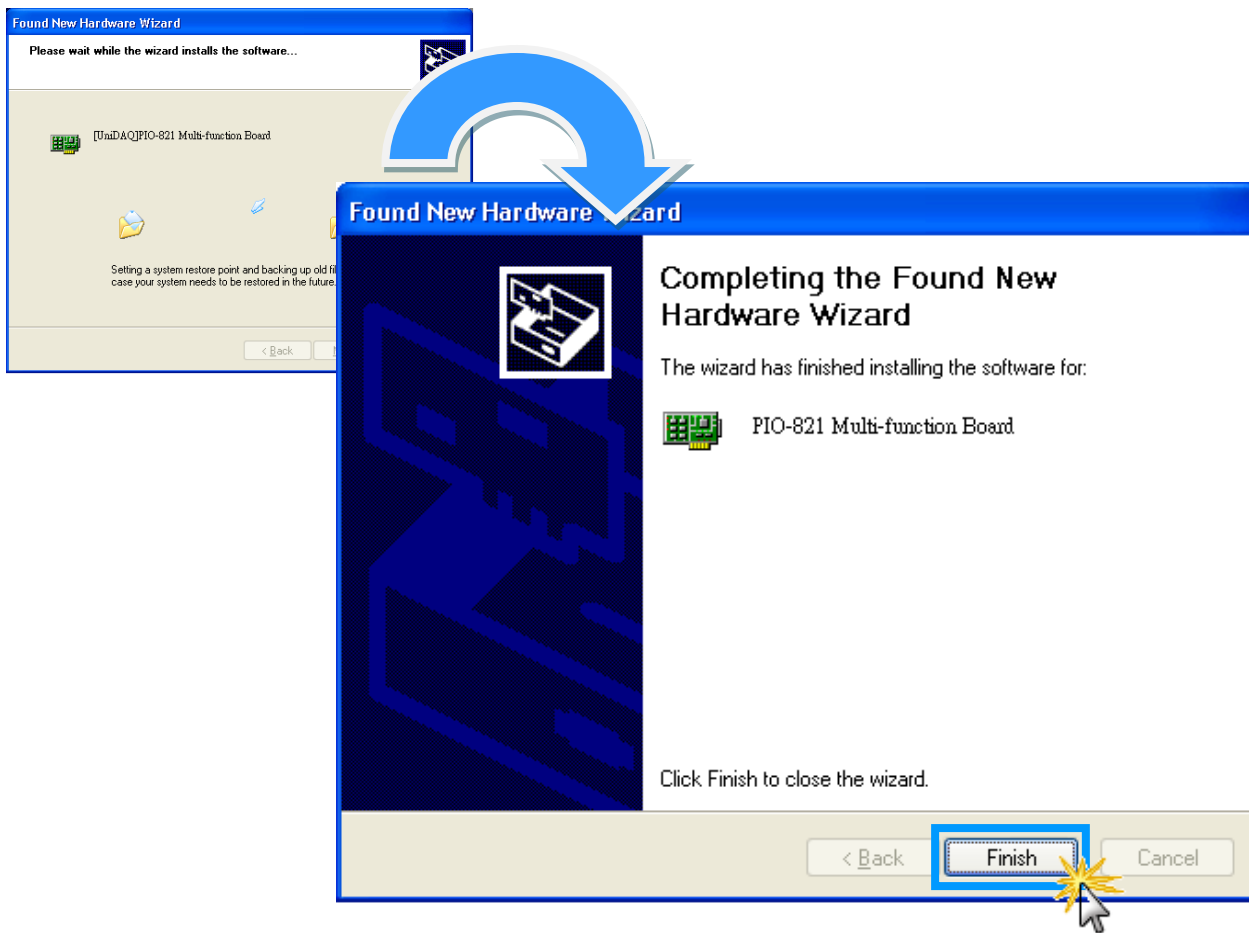 Found New Hardware Wizard
Please wait while the wizard installs the software...
[UniDAQ]PIO-821 Multi-function Board
Setting a system restore point and backing up old
case your system needs to be restored in the future.
< Back
Found New Hardware
Completing the Found New
Hardware Wizard
The wizard has finished installing the software for:
PIO-821 Multi-function Board
Click Finish to close the wizard.
< Back
Finish
Cancel